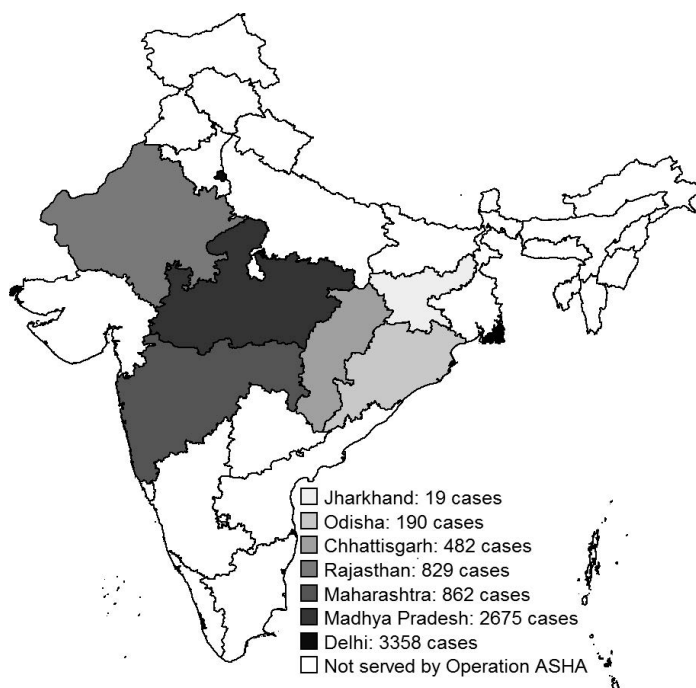 Jharkhand: 19 cases
Odisha: 190 cases
Chhattisgarh: 482 cases
Rajasthan: 829 cases
Maharashtra: 862 cases
Madhya Pradesh: 2675 cases
Delhi: 3358 cases
Not served by Operation ASHA